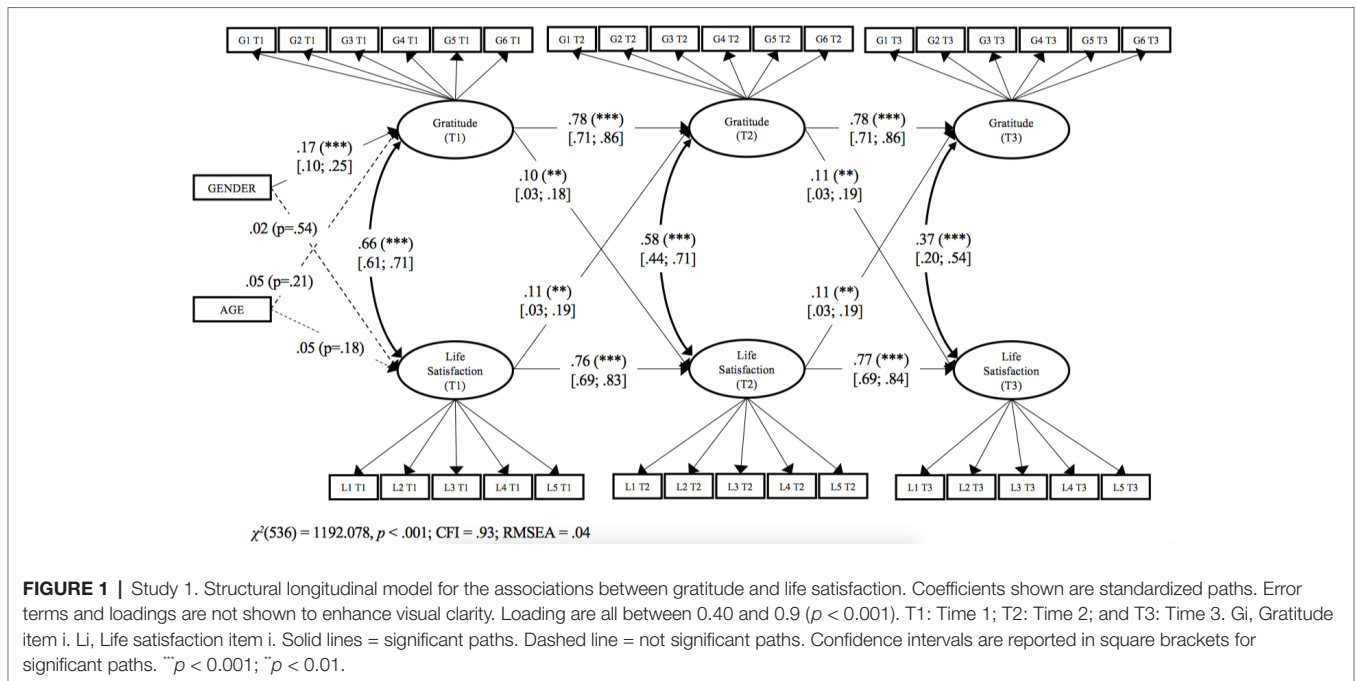 G1 T1 G2 T1 G3 T1 G4 T1 G5 T1 G6 T1
G1 T2 G2 T2 G3 T2 G4 T2 G5 T2 G6 T2
G1 T3 G2 T3 G3 T3 G4 T3 G5 T3 G6 T3
Gratitude
(T1)
.78 (***)
[.71; .86]
Gratitude
(T2)
.78 (***)
[.71; .86]
Gratitude
(T3)
.17 (***)
[.10; .25]
GENDER
.02 (p=.54)
.05 (p=.21)
AGE
.05 (p=.18)
.66 (***)
[.61; .71]
.10 (**)
[.03; .18]
.11 (**)
[.03; .19]
.58 (***)
[.44; .71]
.11 (**)
[.03; .19]
.11 (**)
[.03; .19]
.37 (***)
[.20; .54]
Life
Satisfaction
(T1)
.76 (***)
[.69; .83]
Life
Satisfaction
(T2)
.77 (***)
[.69; .84]
Life
Satisfaction
(T3)
L1 T1 L2 T1 L3 T1 L4 T1 L5 T1
L1 T2 L2 T2 L3 T2 L4 T2 L5 T2
L1 T3 L2 T3 L3 T3 L4 T3 L5 T3
χ²(536) = 1192.078, p < .001; CFI = .93; RMSEA = .04
FIGURE 1 | Study 1. Structural longitudinal model for the associations between gratitude and life satisfaction. Coefficients shown are standardized paths. Error
terms and loadings are not shown to enhance visual clarity. Loading are all between 0.40 and 0.9 (p < 0.001). T1: Time 1; T2: Time 2; and T3: Time 3. Gi, Gratitude
item i. Li, Life satisfaction item i. Solid lines = significant paths. Dashed line = not significant paths. Confidence intervals are reported in square brackets for
significant paths. ***p < 0.001; **p < 0.01.